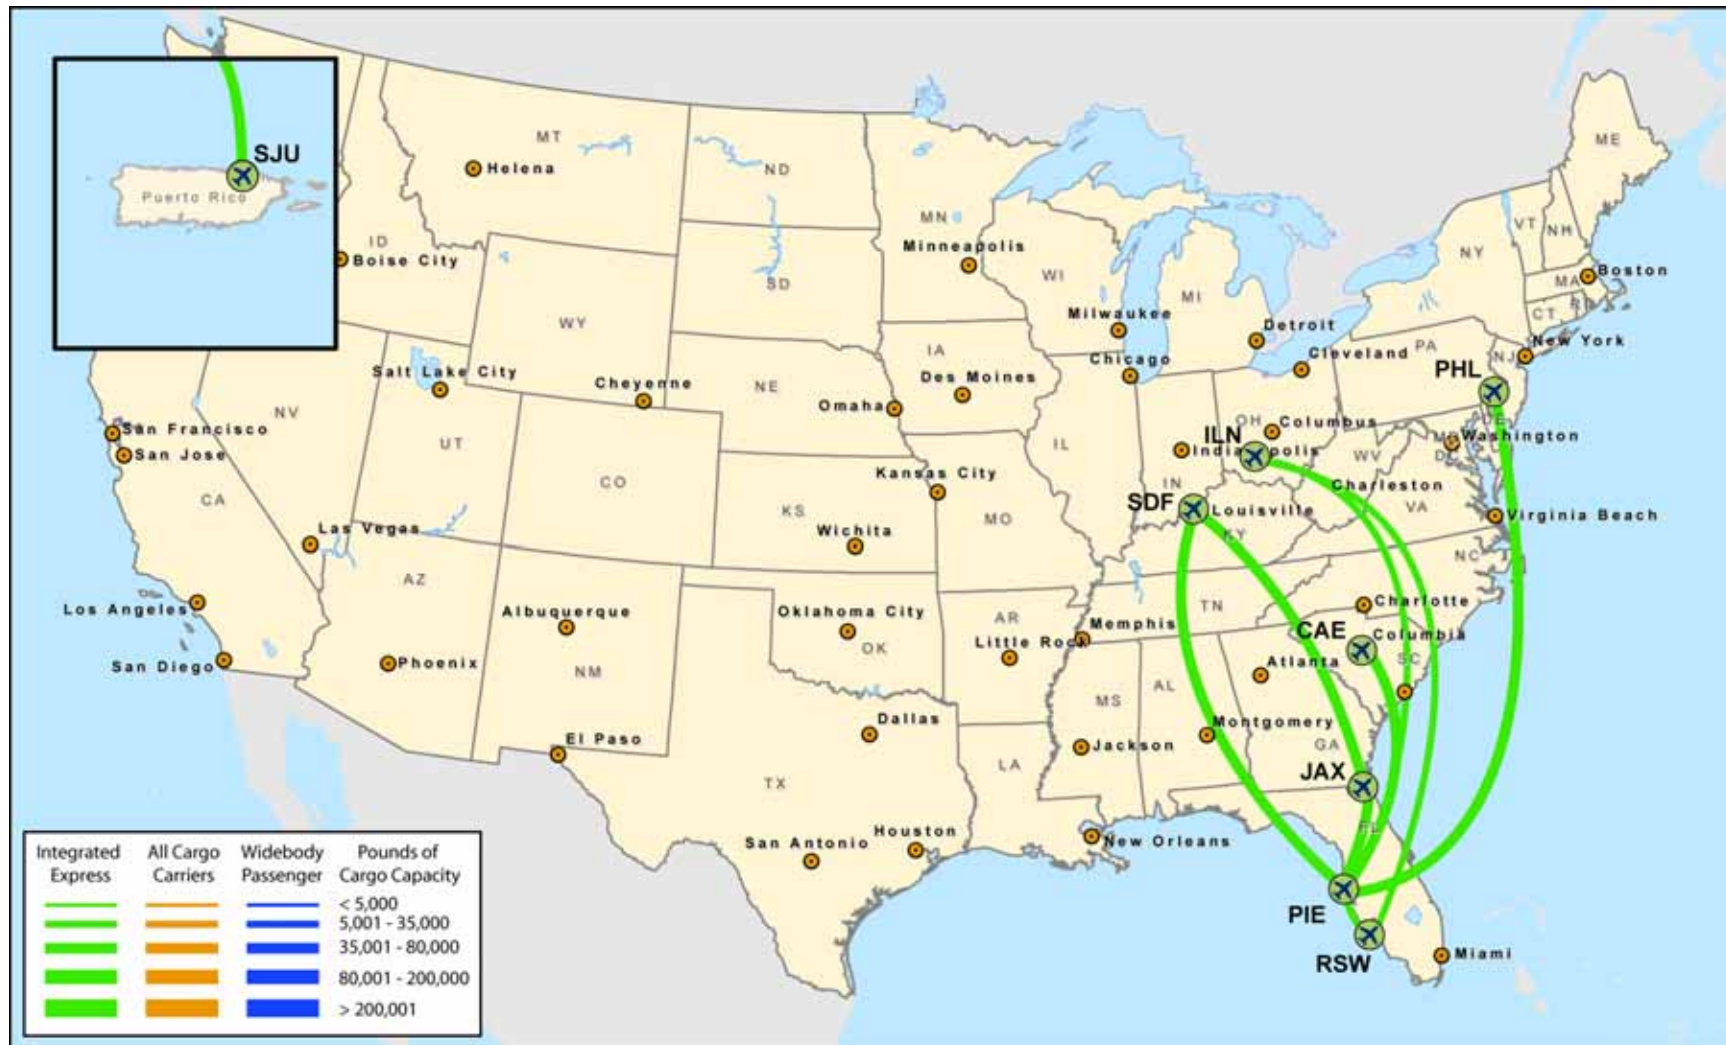 SJU
Puerto Rico
MT
Helena
ND
MN
Minneapolis
ID
Boise City
SD
WY
WI
Milwaukee
MI
Detroit
Chicago
Cleveland
ME
VT
NH
NY
MA
Boston
CT
R
New York
PA
NJ
PHL
Salt Lake City
Cheyenne
NE
IA
Des Moines
Omaha
NV
UT
CO
IL
OH
Columbus
ILN
Indianapolis
IN
WV
MD
DE
DC
Washington
San Francisco
San Jose
CA
Kansas City
KS
Wichita
MO
SDF
Louisville
KY
Charleston
VA
Virginia Beach
NC
Las Vegas
AZ
Los Angeles
San Diego
Phoenix
Albuquerque
NM
Oklahoma City
OK
AR
Little Rock
Memphis
TN
Charlotte
CAE
Columbia
SC
Atlanta
MS
AL
Montgomery
Jackson
GA
JAX
FL
El Paso
Dallas
TX
LA
San Antonio
Houston
New Orleans
PIE
RSW
Miami
Integrated Express
All Cargo Carriers
Widebody Passenger
Pounds of Cargo Capacity
< 5,000
5,001 - 35,000
35,001 - 80,000
80,001 - 200,000
> 200,001